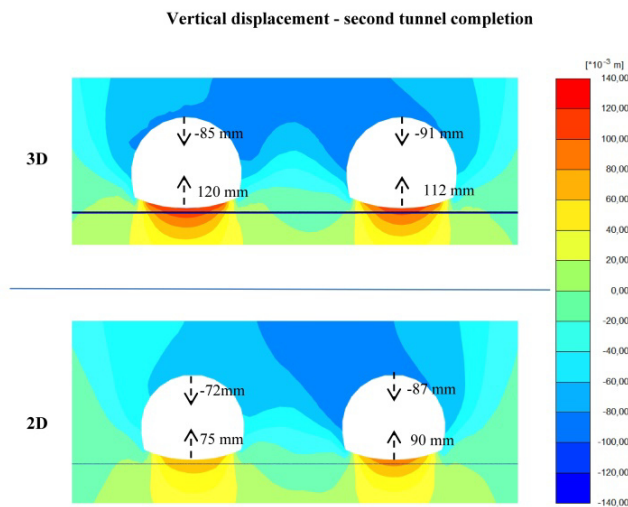 Vertical displacement - second tunnel completion
[*10⁻³ m]
140,00
120,00
100,00
80,00
60,00
40,00
20,00
0,00
-20,00
-40,00
-60,00
-80,00
-100,00
-120,00
-140,00
3D
-85 mm
-91 mm
120 mm
112 mm
2D
-72mm
-87 mm
75 mm
90 mm